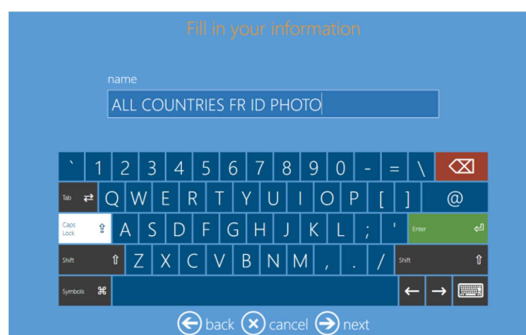 Fill in your information
name
ALL COUNTRIES FR ID PHOTO
` 1 2 3 4 5 6 7 8 9 0 - = \
Tab Q W E R T Y U I O P [ ] @
Caps Lock A S D F G H J K L ; ' Enter
Shift Z X C V B N M , . / Shift
Symbols
back cancel next